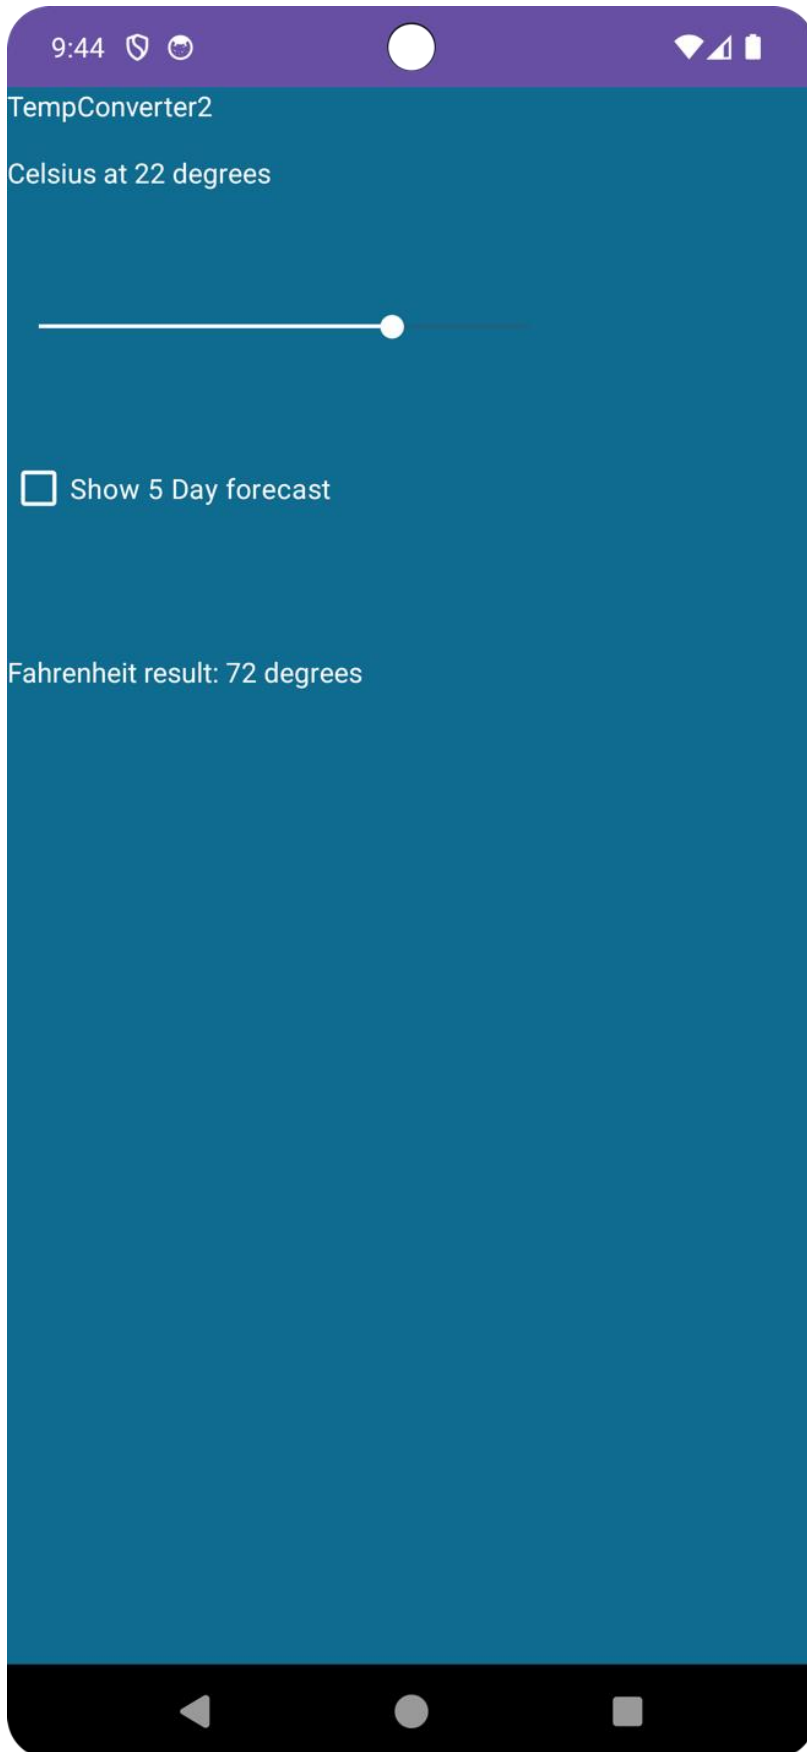 9:44
TempConverter2
Celsius at 22 degrees
Show 5 Day forecast
Fahrenheit result: 72 degrees